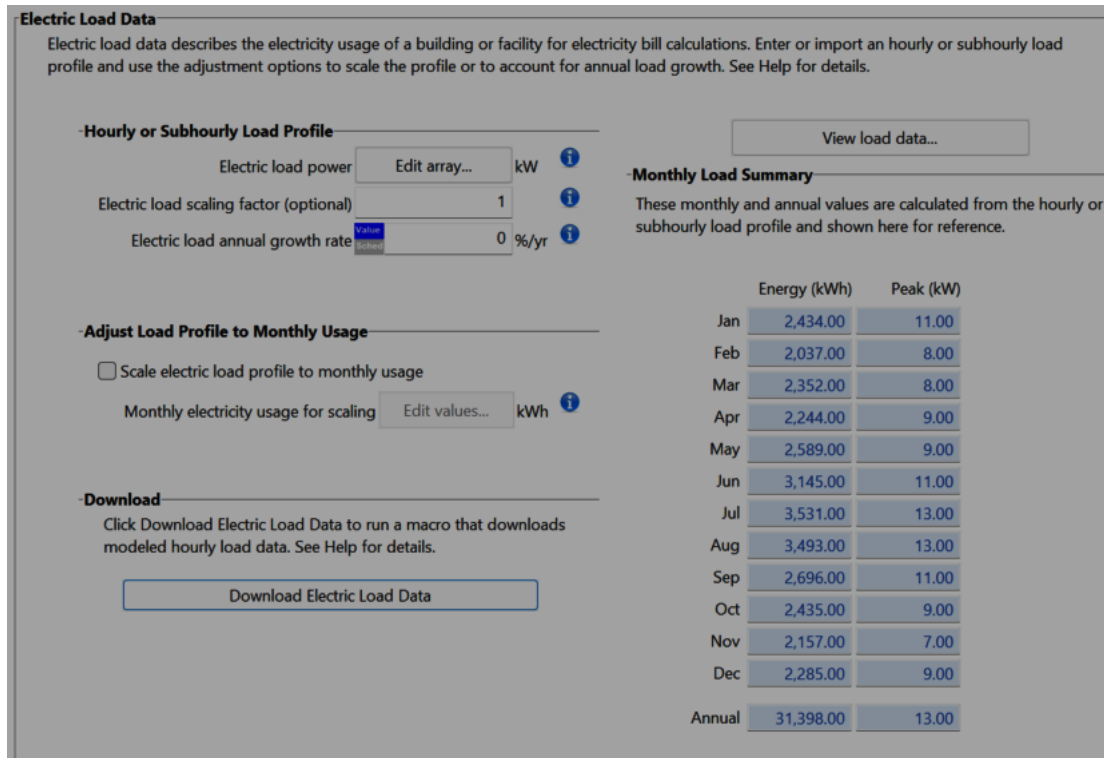 Electric Load Data
Electric load data describes the electricity usage of a building or facility for electricity bill calculations. Enter or import an hourly or subhourly load
profile and use the adjustment options to scale the profile or to account for annual load growth. See Help for details.
Hourly or Subhourly Load Profile
Electric load power Edit array... kW
Electric load scaling factor (optional) 1
Electric load annual growth rate Value Sched 0 %/yr
Adjust Load Profile to Monthly Usage
Scale electric load profile to monthly usage
Monthly electricity usage for scaling Edit values... kWh
Download
Click Download Electric Load Data to run a macro that downloads
modeled hourly load data. See Help for details.
Download Electric Load Data
View load data...
Monthly Load Summary
These monthly and annual values are calculated from the hourly or
subhourly load profile and shown here for reference.
Energy (kWh) Peak (kW)
Jan 2,434.00 11.00
Feb 2,037.00 8.00
Mar 2,352.00 8.00
Apr 2,244.00 9.00
May 2,589.00 9.00
Jun 3,145.00 11.00
Jul 3,531.00 13.00
Aug 3,493.00 13.00
Sep 2,696.00 11.00
Oct 2,435.00 9.00
Nov 2,157.00 7.00
Dec 2,285.00 9.00
Annual 31,398.00 13.00